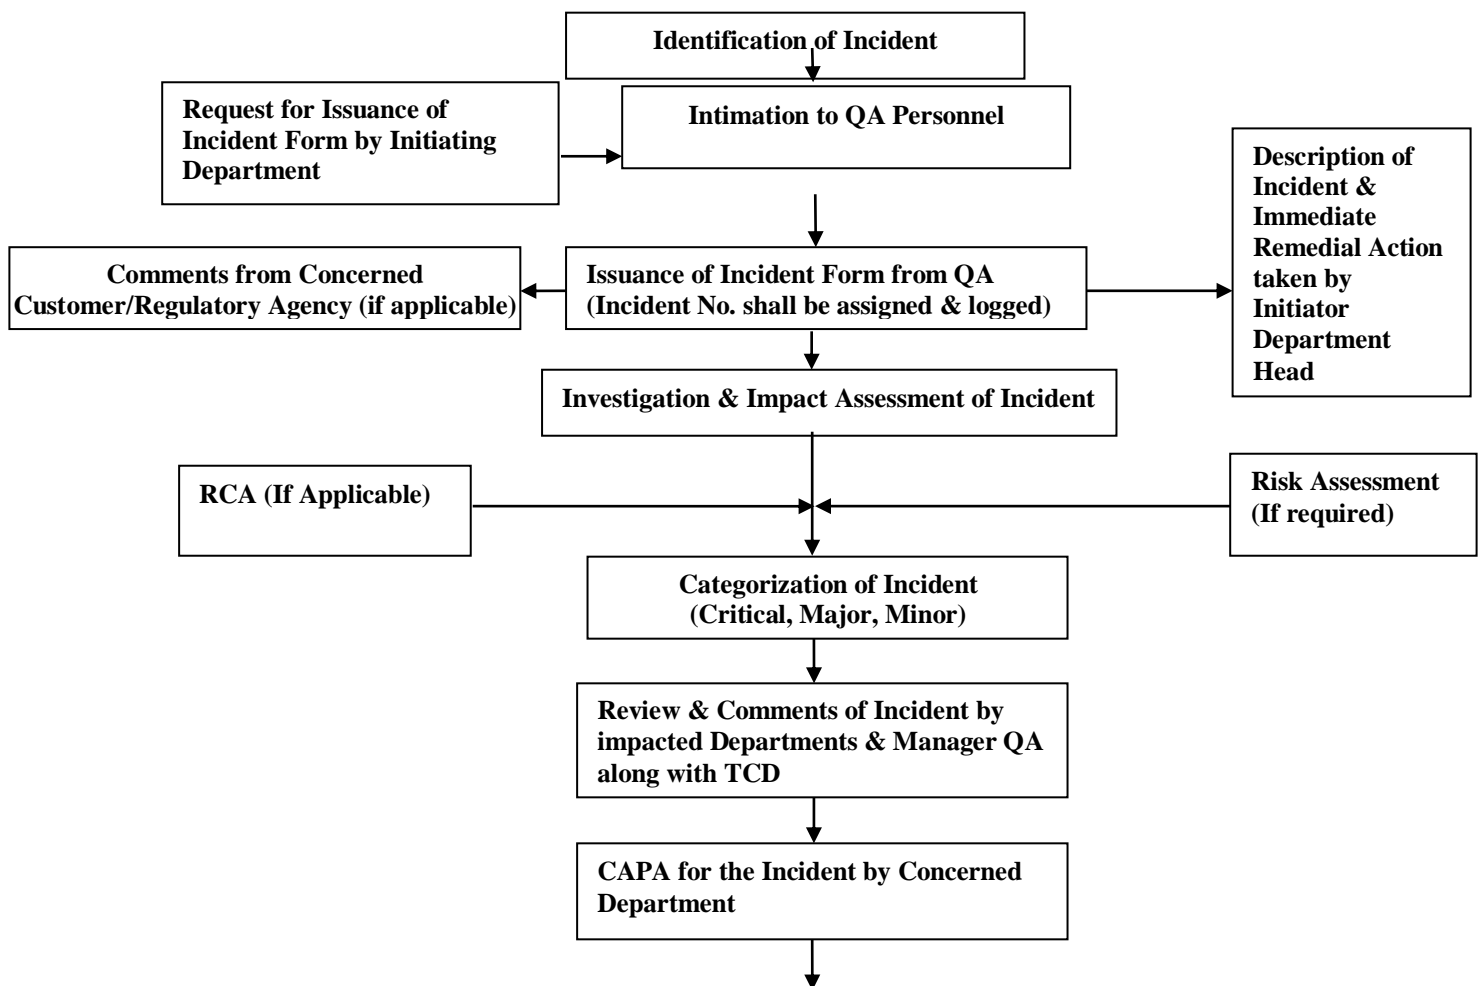 Identification of Incident
Request for Issuance of
Incident Form by Initiating
Department
Intimation to QA Personnel
Description of
Incident &
Immediate
Remedial Action
taken by
Initiator
Department
Head
Comments from Concerned
Customer/Regulatory Agency (if applicable)
Issuance of Incident Form from QA
(Incident No. shall be assigned & logged)
Investigation & Impact Assessment of Incident
RCA (If Applicable)
Risk Assessment
(If required)
Categorization of Incident
(Critical, Major, Minor)
Review & Comments of Incident by
impacted Departments & Manager QA
along with TCD
CAPA for the Incident by Concerned
Department